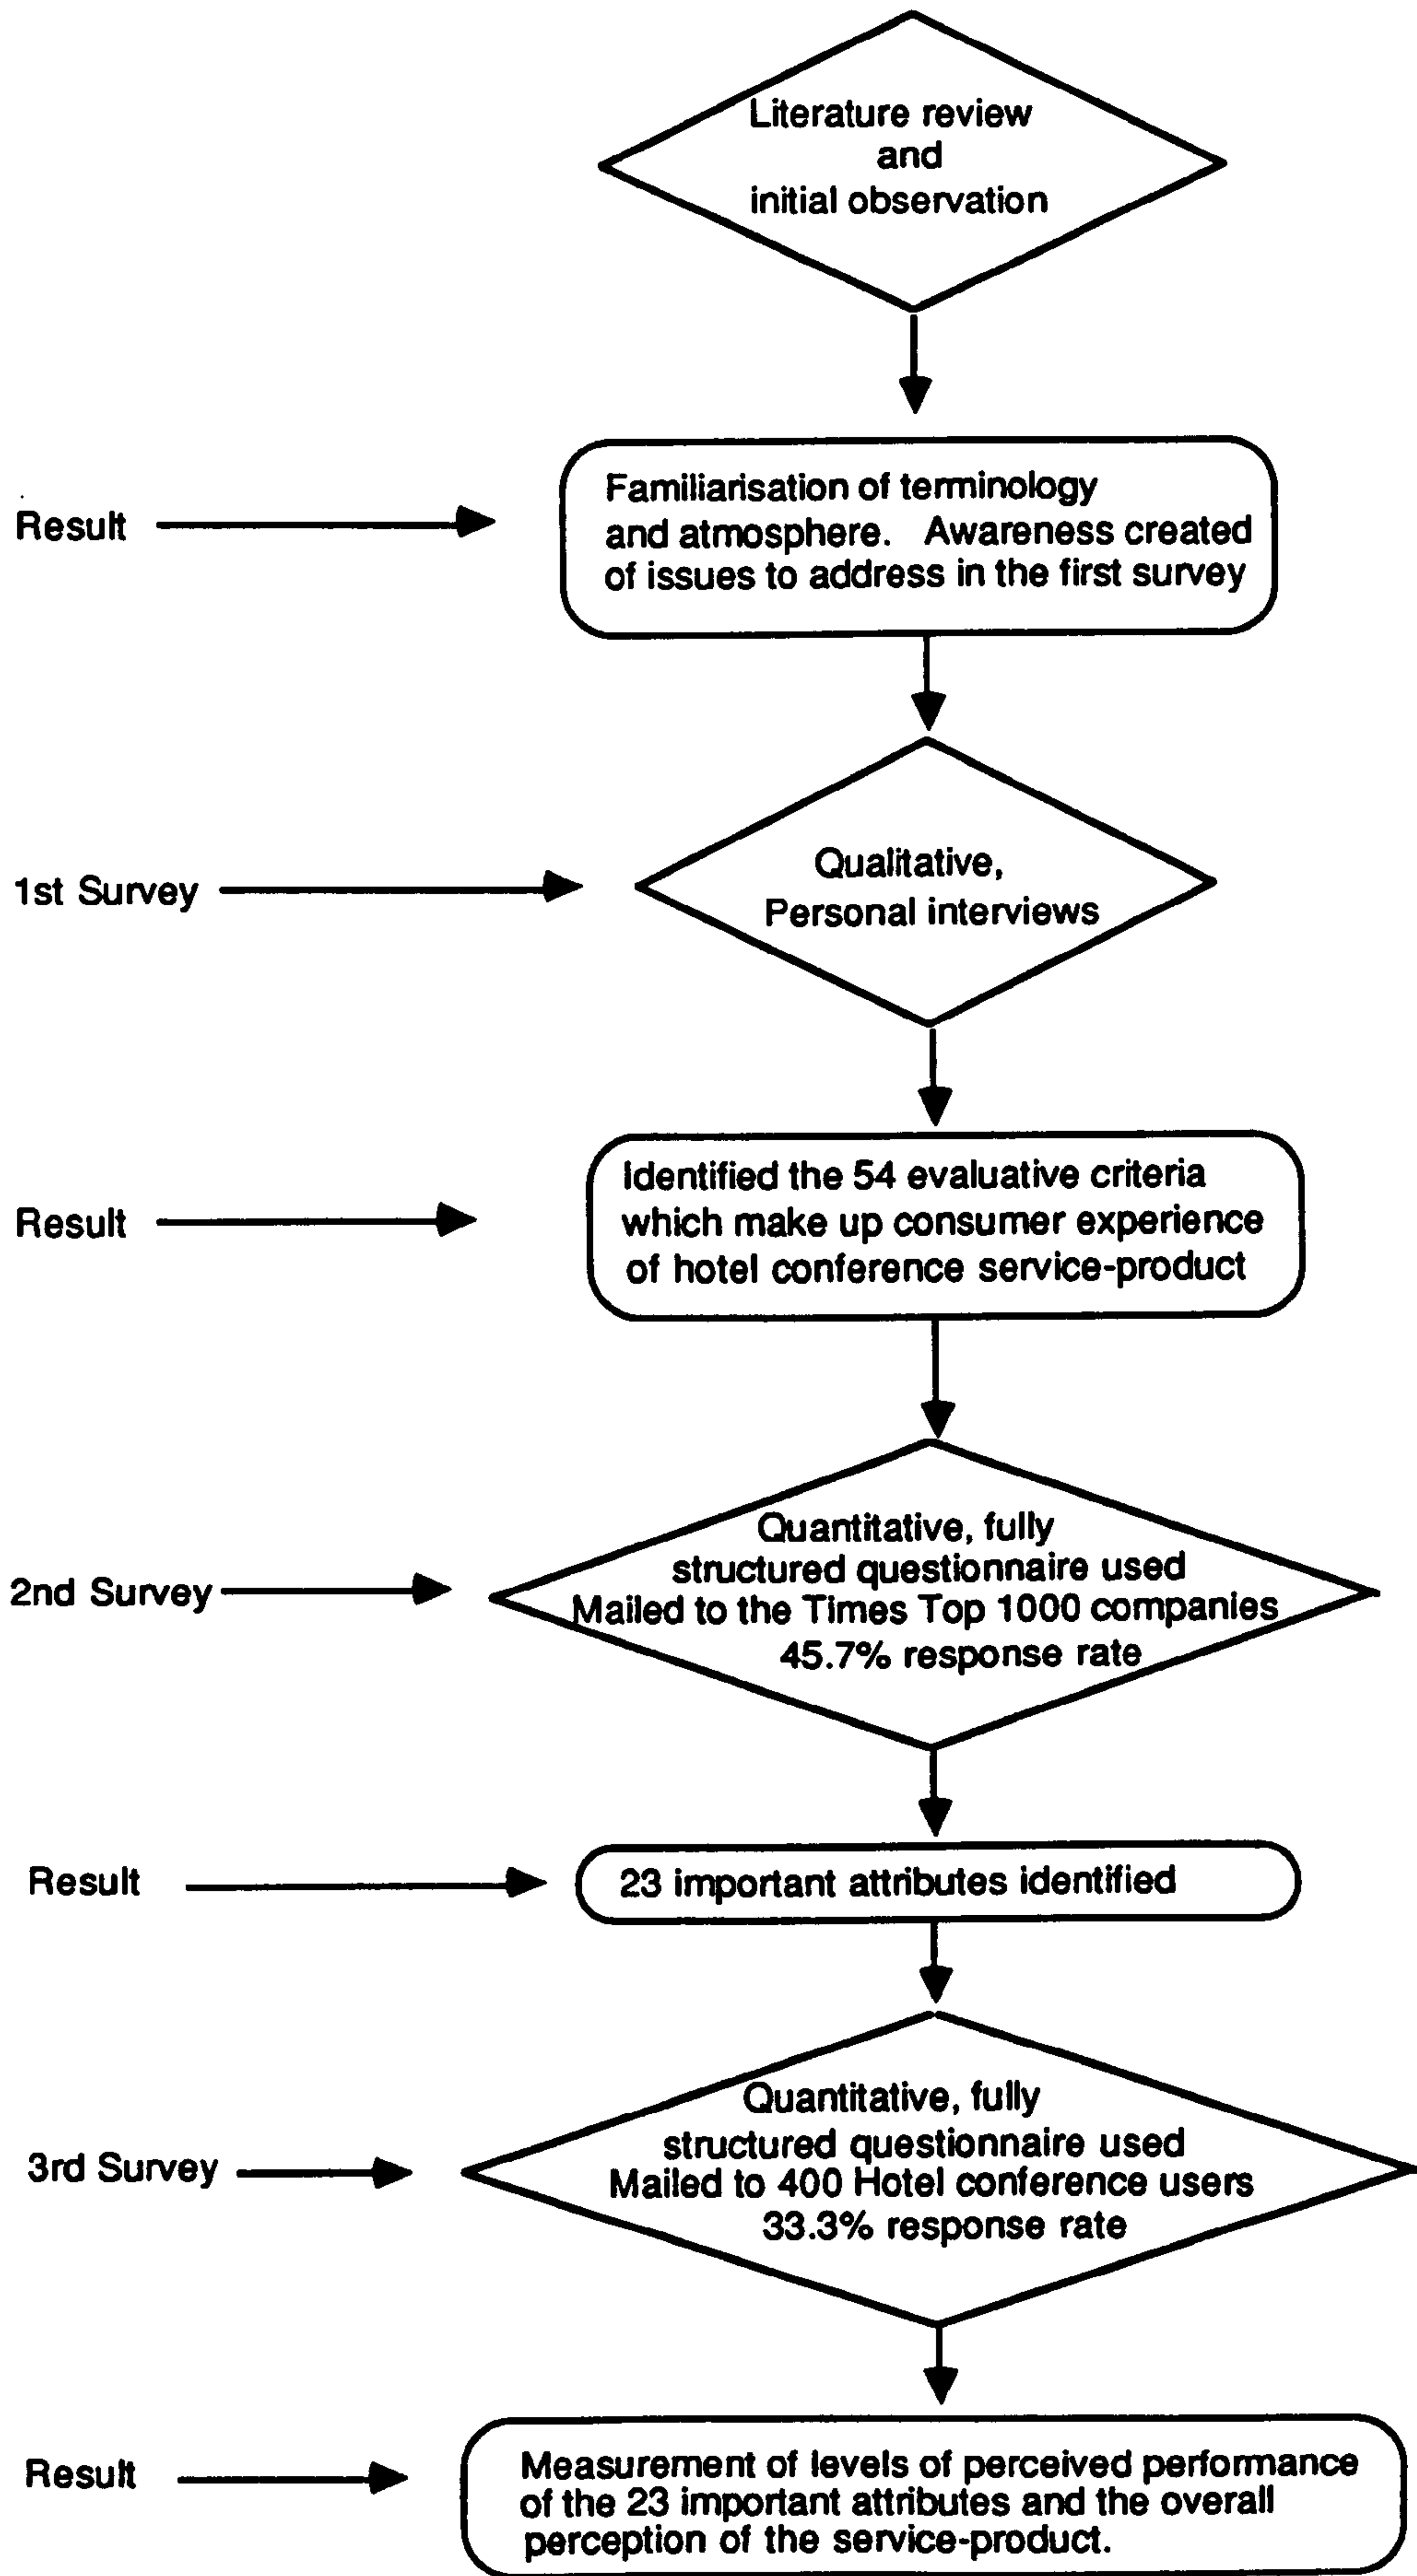 Literature review
and
initial observation
Result
Familiarisation of terminology
and atmosphere. Awareness created
of issues to address in the first survey
1st Survey
Qualitative,
Personal interviews
Result
Identified the 54 evaluative criteria
which make up consumer experience
of hotel conference service-product
2nd Survey
Quantitative, fully
structured questionnaire used
Mailed to the Times Top 1000 companies
45.7% response rate
Result
23 important attributes identified
3rd Survey
Quantitative, fully
structured questionnaire used
Mailed to 400 Hotel conference users
33.3% response rate
Result
Measurement of levels of perceived performance
of the 23 important attributes and the overall
perception of the service-product.